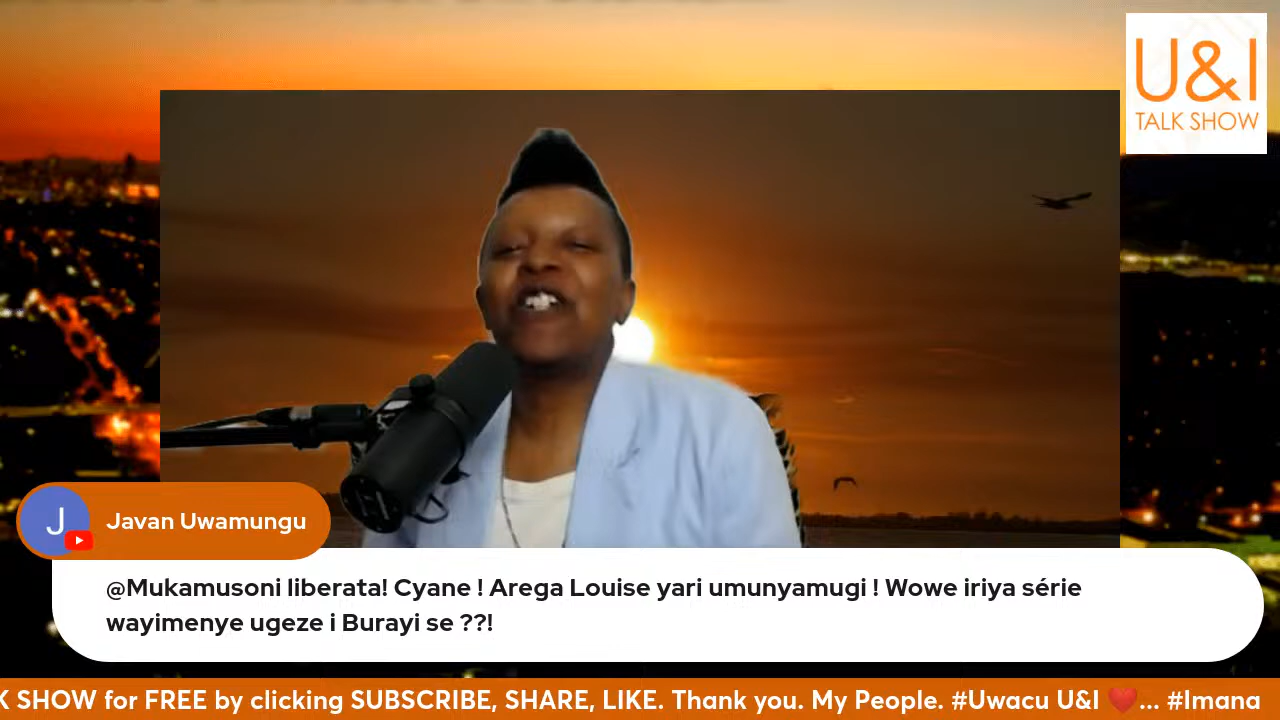 U&I
TALK SHOW
J
Javan Uwamungu
@Mukamusoni liberata! Cyane ! Arega Louise yari umunyamugi ! Wowe iriya série
wayimenye ugeze i Burayi se ??!
K SHOW for FREE by clicking SUBSCRIBE, SHARE, LIKE. Thank you. My People. #Uwacu U&I ❤️... #Imana